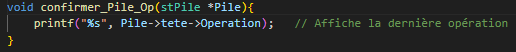 void confirmer_Pile_Op(stPile *Pile){
    printf("%s", Pile->tete->Operation);   // Affiche la dernière opération
}